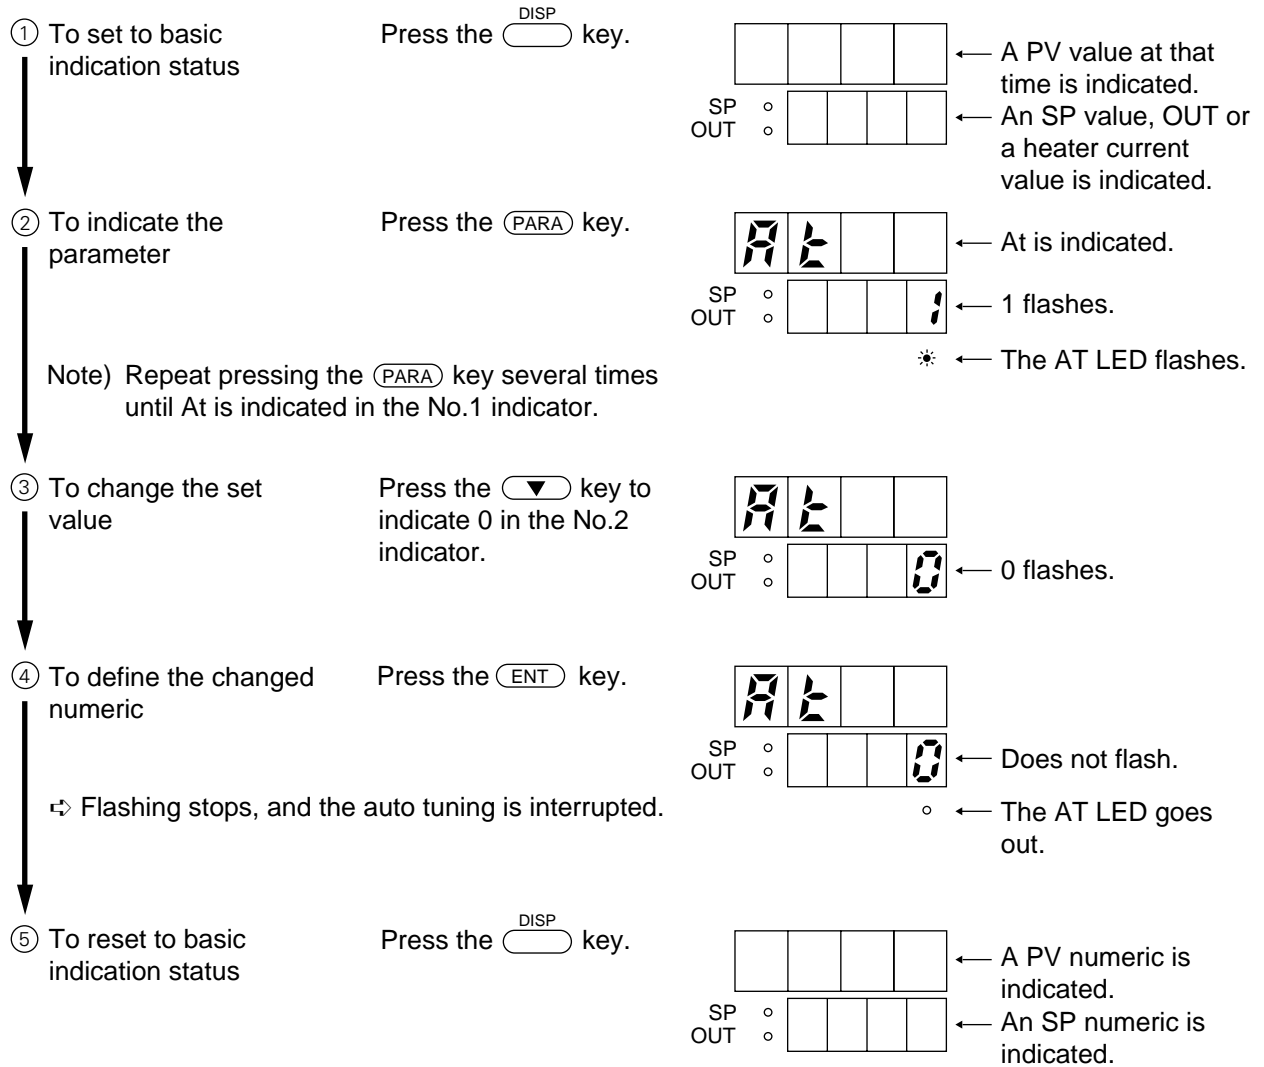 DISP
① To set to basic Press the key.
indication status
A PV value at that
time is indicated.
SP
OUT
An SP value, OUT or
a heater current
value is indicated.
② To indicate the Press the PARA key.
parameter
At
At is indicated.
SP
OUT
1
1 flashes.
The AT LED flashes.
Note) Repeat pressing the PARA key several times
until At is indicated in the No.1 indicator.
③ To change the set Press the ▼ key to
value indicate 0 in the No.2
indicator.
At
SP
OUT
0
0 flashes.
④ To define the changed Press the ENT key.
numeric
At
SP
OUT
0
Does not flash.
➪ Flashing stops, and the auto tuning is interrupted.
The AT LED goes
out.
DISP
⑤ To reset to basic Press the key.
indication status
A PV numeric is
indicated.
SP
OUT
An SP numeric is
indicated.